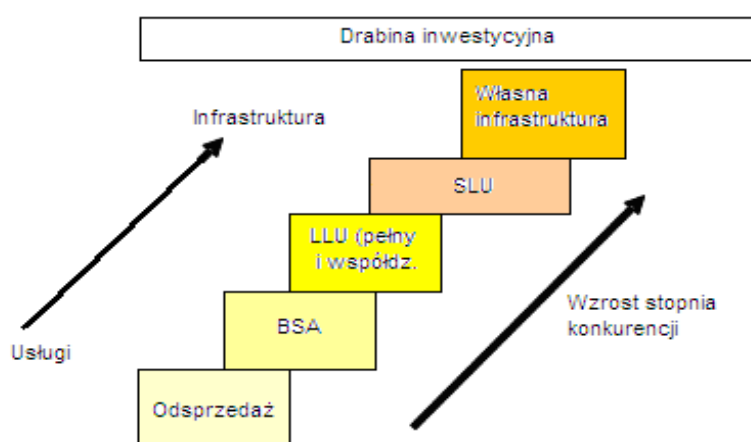 Drabina inwestycyjna
Własna
infrastruktura
Infrastruktura
SLU
LLU (pełny
i współdz.
Wzrost stopnia
konkurencji
BSA
Usługi
Odsprzedaż